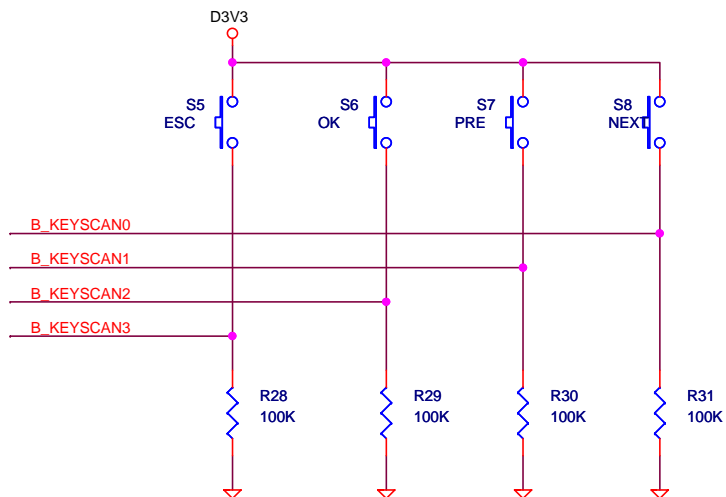 D3V3
S5
ESC
S6
OK
S7
PRE
S8
NEXT
B_KEYSCAN0
B_KEYSCAN1
B_KEYSCAN2
B_KEYSCAN3
R28
100K
R29
100K
R30
100K
R31
100K